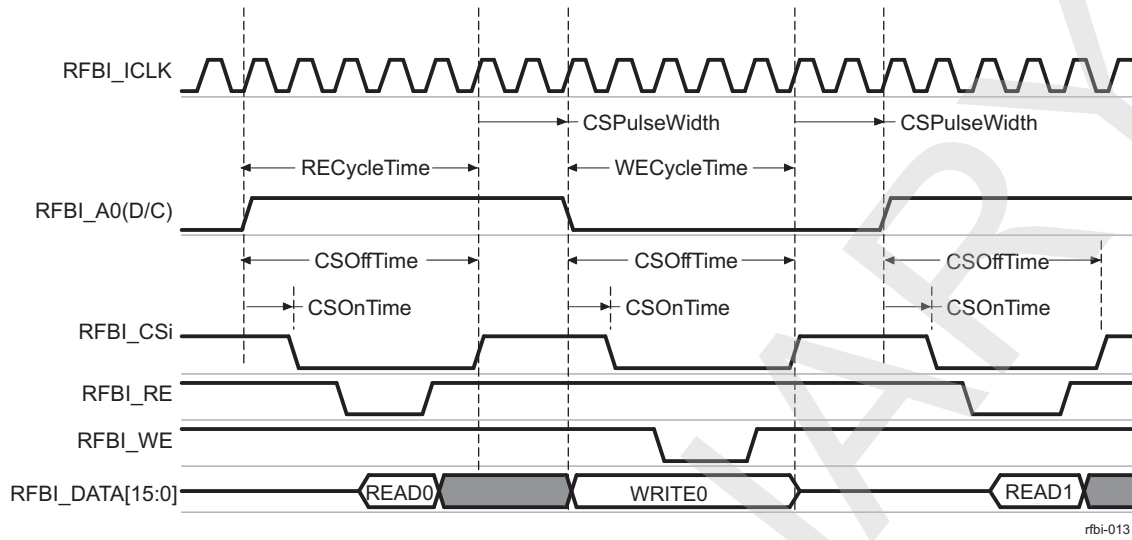 RFBI_ICLK
CSPulseWidth CSPulseWidth
RECycleTime WECycleTime
RFBI_A0(D/C)
CSOffTime CSOffTime CSOffTime
CSOnTime CSOnTime CSOnTime
RFBI_CSi
RFBI_RE
RFBI_WE
RFBI_DATA[15:0] READ0 WRITE0 READ1
rfbi-013
IARY